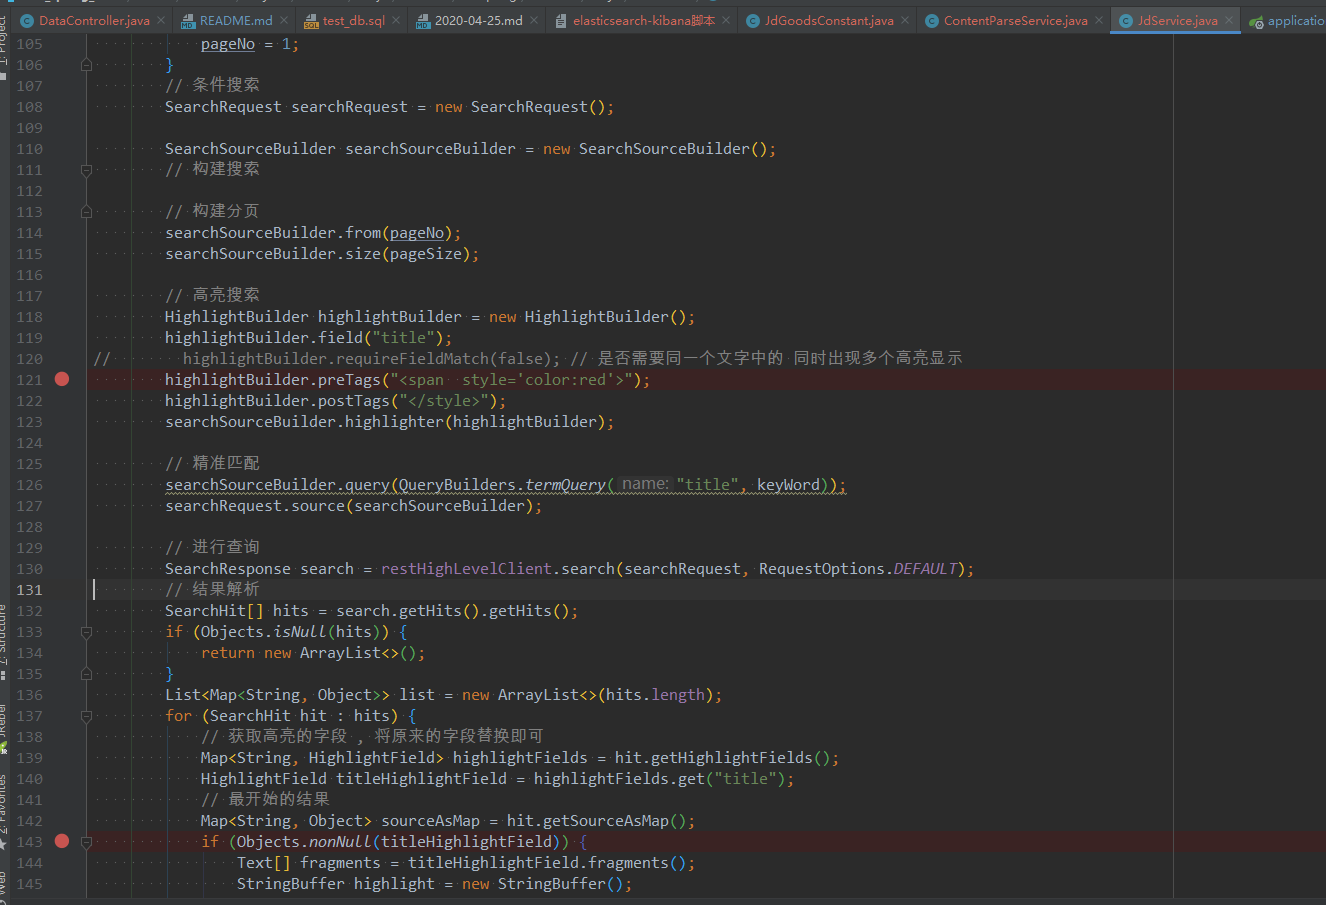 DataController.java README.md test_db.sql 2020-04-25.md elasticsearch-kibana脚本 JdGoodsConstant.java ContentParseService.java JdService.java applicatio
105 pageNo = 1;
106 }
107 // 条件搜索
108 SearchRequest searchRequest = new SearchRequest();
109
110 SearchSourceBuilder searchSourceBuilder = new SearchSourceBuilder();
111 // 构建搜索
112
113 // 构建分页
114 searchSourceBuilder.from(pageNo);
115 searchSourceBuilder.size(pageSize);
116
117 // 高亮搜索
118 HighlightBuilder highlightBuilder = new HighlightBuilder();
119 highlightBuilder.field("title");
120 // highlightBuilder.requireFieldMatch(false); // 是否需要同一个文字中的 同时出现多个高亮显示
121 highlightBuilder.preTags("<span  style='color:red'>");
122 highlightBuilder.postTags("</style>");
123 searchSourceBuilder.highlighter(highlightBuilder);
124
125 // 精准匹配
126 searchSourceBuilder.query(QueryBuilders.termQuery( name: "title", keyWord));
127 searchRequest.source(searchSourceBuilder);
128
129 // 进行查询
130 SearchResponse search = restHighLevelClient.search(searchRequest, RequestOptions.DEFAULT);
131 // 结果解析
132 SearchHit[] hits = search.getHits().getHits();
133 if (Objects.isNull(hits)) {
134 return new ArrayList<>();
135 }
136 List<Map<String, Object>> list = new ArrayList<>(hits.length);
137 for (SearchHit hit : hits) {
138 // 获取高亮的字段 , 将原来的字段替换即可
139 Map<String, HighlightField> highlightFields = hit.getHighlightFields();
140 HighlightField titleHighlightField = highlightFields.get("title");
141 // 最开始的结果
142 Map<String, Object> sourceAsMap = hit.getSourceAsMap();
143 if (Objects.nonNull(titleHighlightField)) {
144 Text[] fragments = titleHighlightField.fragments();
145 StringBuffer highlight = new StringBuffer();
1: Project
7: Structure
JRebel
2: Favorites
Web